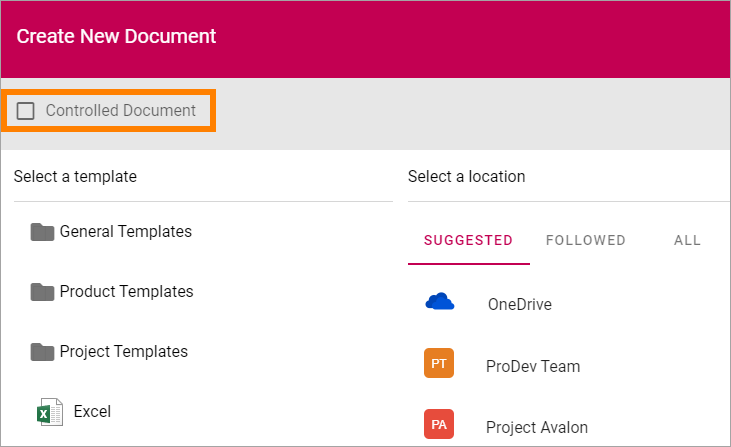 Create New Document
Controlled Document
Select a template
General Templates
Product Templates
Project Templates
Excel
Select a location
SUGGESTED FOLLOWED ALL
OneDrive
PT ProDev Team
PA Project Avalon